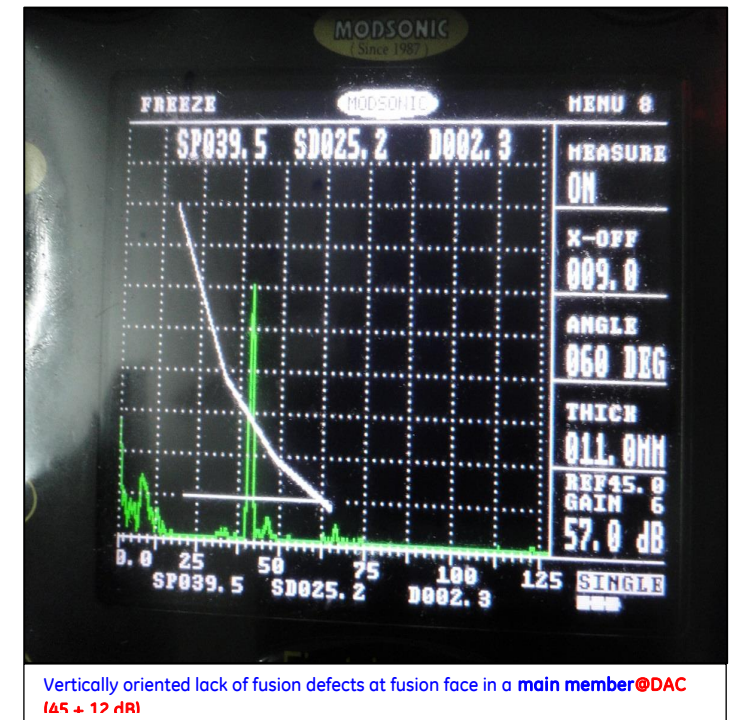 MODSONIC
( Since 1987 )
FREEZE MODSONIC MENU 8
SP039.5 SD025.2 D002.3
MEASURE
ON
X-OFF
009.0
ANGLE
060 DEG
THICK
011.0MM
REF45.0
GAIN 6
57.0 dB
0.0 25 50 75 100 125
SP039.5 SD025.2 D002.3
SINGLE
Vertically oriented lack of fusion defects at fusion face in a main member@DAC
(45 + 12 dB)